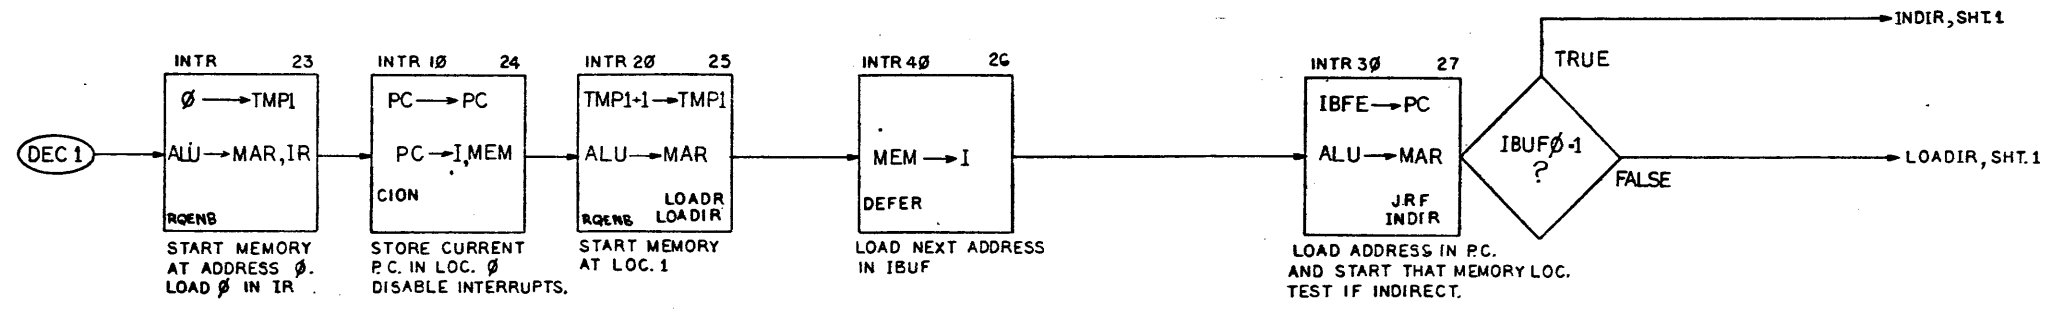 DEC 1
INTR 23
Ø → TMP1
ALU → MAR, IR
RQENB
START MEMORY
AT ADDRESS Ø.
LOAD Ø IN IR
INTR 1Ø 24
PC → PC
PC → I, MEM
CION
STORE CURRENT
P.C. IN LOC. Ø
DISABLE INTERRUPTS.
INTR 2Ø 25
TMP1+1 → TMP1
ALU → MAR
LOADR
RQENB LOADIR
START MEMORY
AT LOC. 1
INTR 4Ø 26
MEM → I
DEFER
LOAD NEXT ADDRESS
IN IBUF
INTR 3Ø 27
IBFE → PC
ALU → MAR
J.R F
INDIR
LOAD ADDRESS IN P.C.
AND START THAT MEMORY LOC.
TEST IF INDIRECT.
IBUFØ-1
?
TRUE
INDIR, SHT.1
FALSE
LOADIR, SHT.1